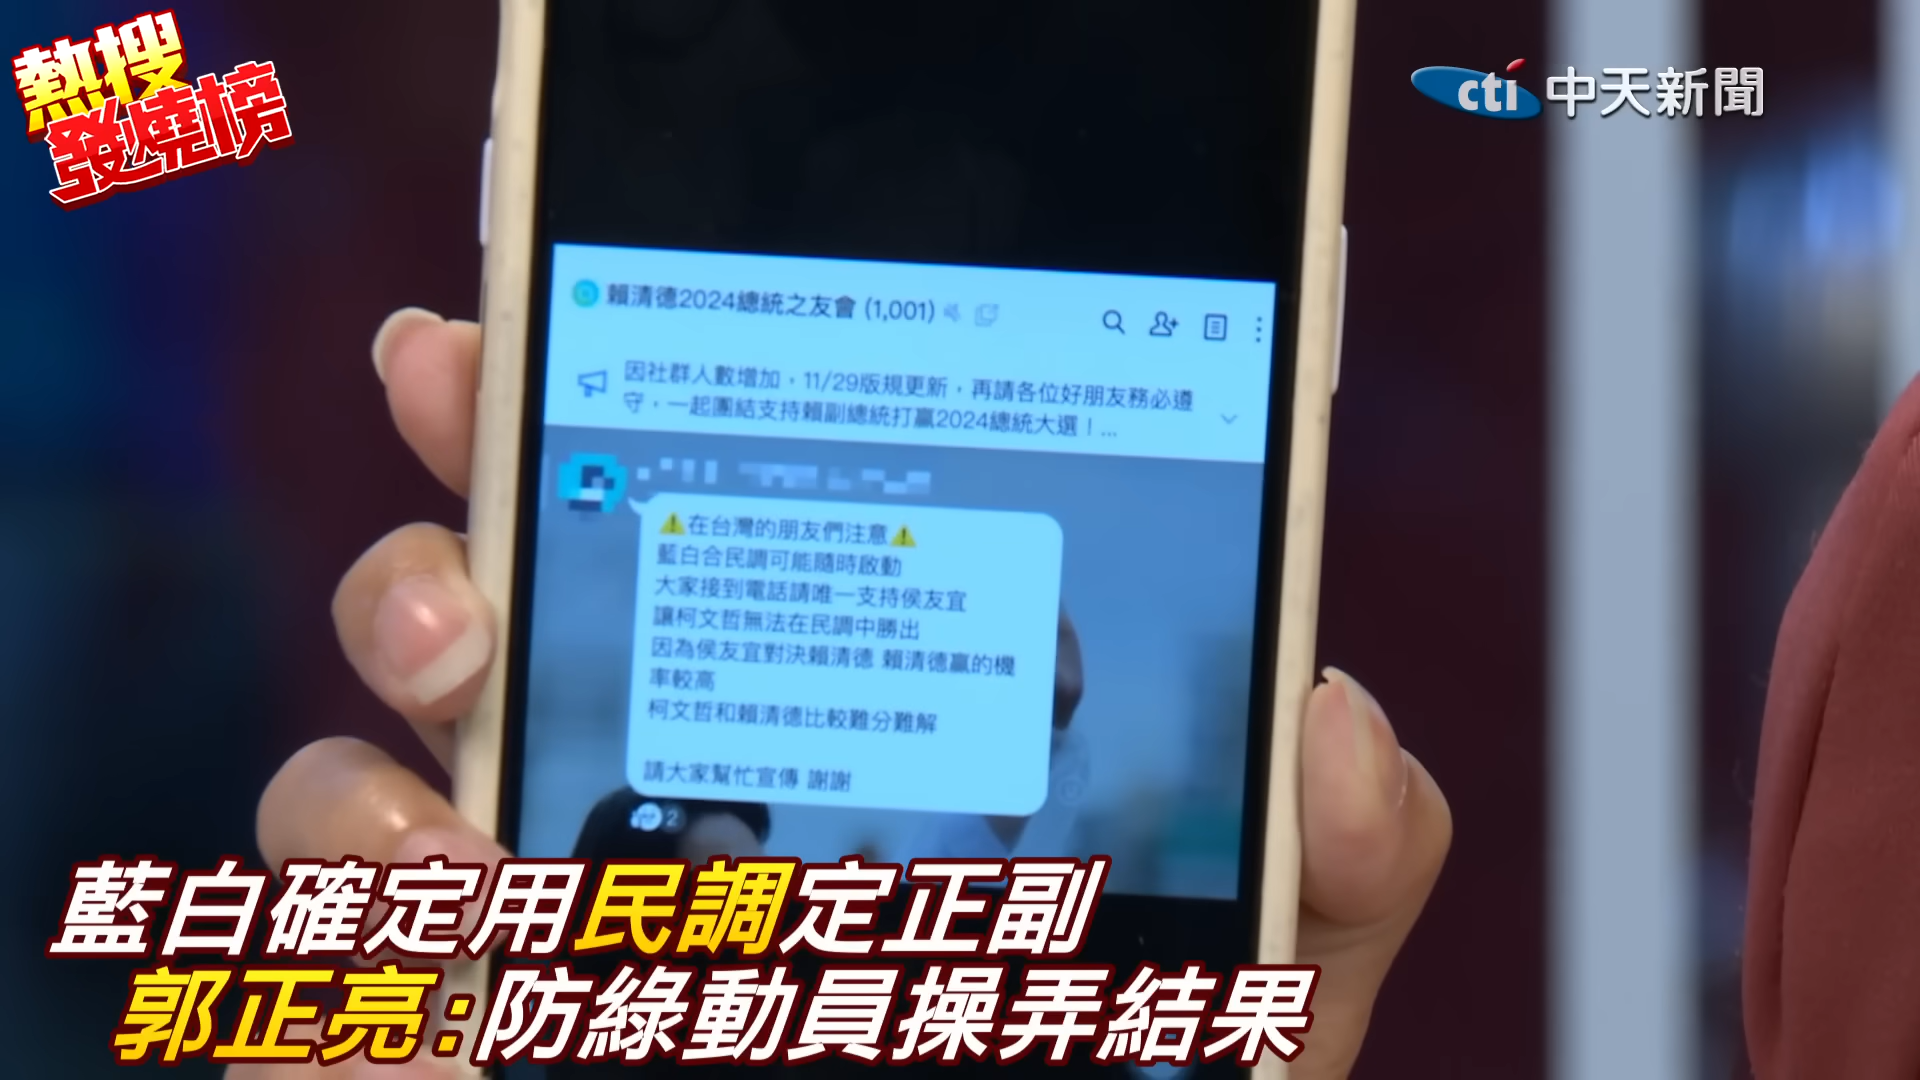 熱搜
發燒榜
cti 中天新聞
賴清德2024總統之友會 (1,001)
因社群人數增加，11/29版規更新，再請各位好朋友務必遵
守，一起團結支持賴副總統打贏2024總統大選！...
⚠在台灣的朋友們注意⚠
藍白合民調可能隨時啟動
大家接到電話請唯一支持侯友宜
讓柯文哲無法在民調中勝出
因為侯友宜對決賴清德 賴清德贏的機
率較高
柯文哲和賴清德比較難分難解
請大家幫忙宣傳 謝謝
2
藍白確定用民調定正副
郭正亮:防綠動員操弄結果